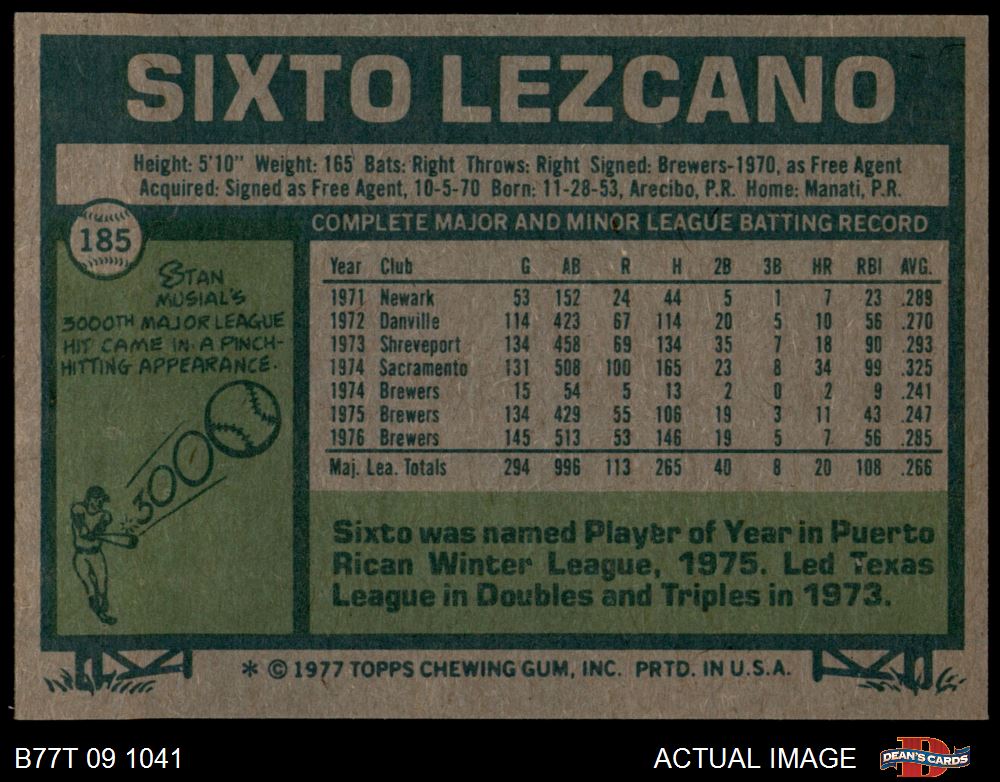 SIXTO LEZCANO
Height: 5'10" Weight: 165 Bats: Right Throws: Right Signed: Brewers-1970, as Free Agent
Acquired: Signed as Free Agent, 10-5-70 Born: 11-28-53, Arecibo, P.R. Home: Manati, P.R.
185
STAN
MUSIAL'S
3000TH MAJOR LEAGUE
HIT CAME IN A PINCH-
HITTING APPEARANCE.
3000
COMPLETE MAJOR AND MINOR LEAGUE BATTING RECORD
Year Club G AB R H 2B 3B HR RBI AVG.
1971 Newark 53 152 24 44 5 1 7 23 .289
1972 Danville 114 423 67 114 20 5 10 56 .270
1973 Shreveport 134 458 69 134 35 7 18 90 .293
1974 Sacramento 131 508 100 165 23 8 34 99 .325
1974 Brewers 15 54 5 13 2 0 2 9 .241
1975 Brewers 134 429 55 106 19 3 11 43 .247
1976 Brewers 145 513 53 146 19 5 7 56 .285
Maj. Lea. Totals 294 996 113 265 40 8 20 108 .266
Sixto was named Player of Year in Puerto
Rican Winter League, 1975. Led Texas
League in Doubles and Triples in 1973.
* © 1977 TOPPS CHEWING GUM, INC. PRTD. IN U.S.A.
B77T 09 1041
ACTUAL IMAGE
D
DEAN'S CARDS